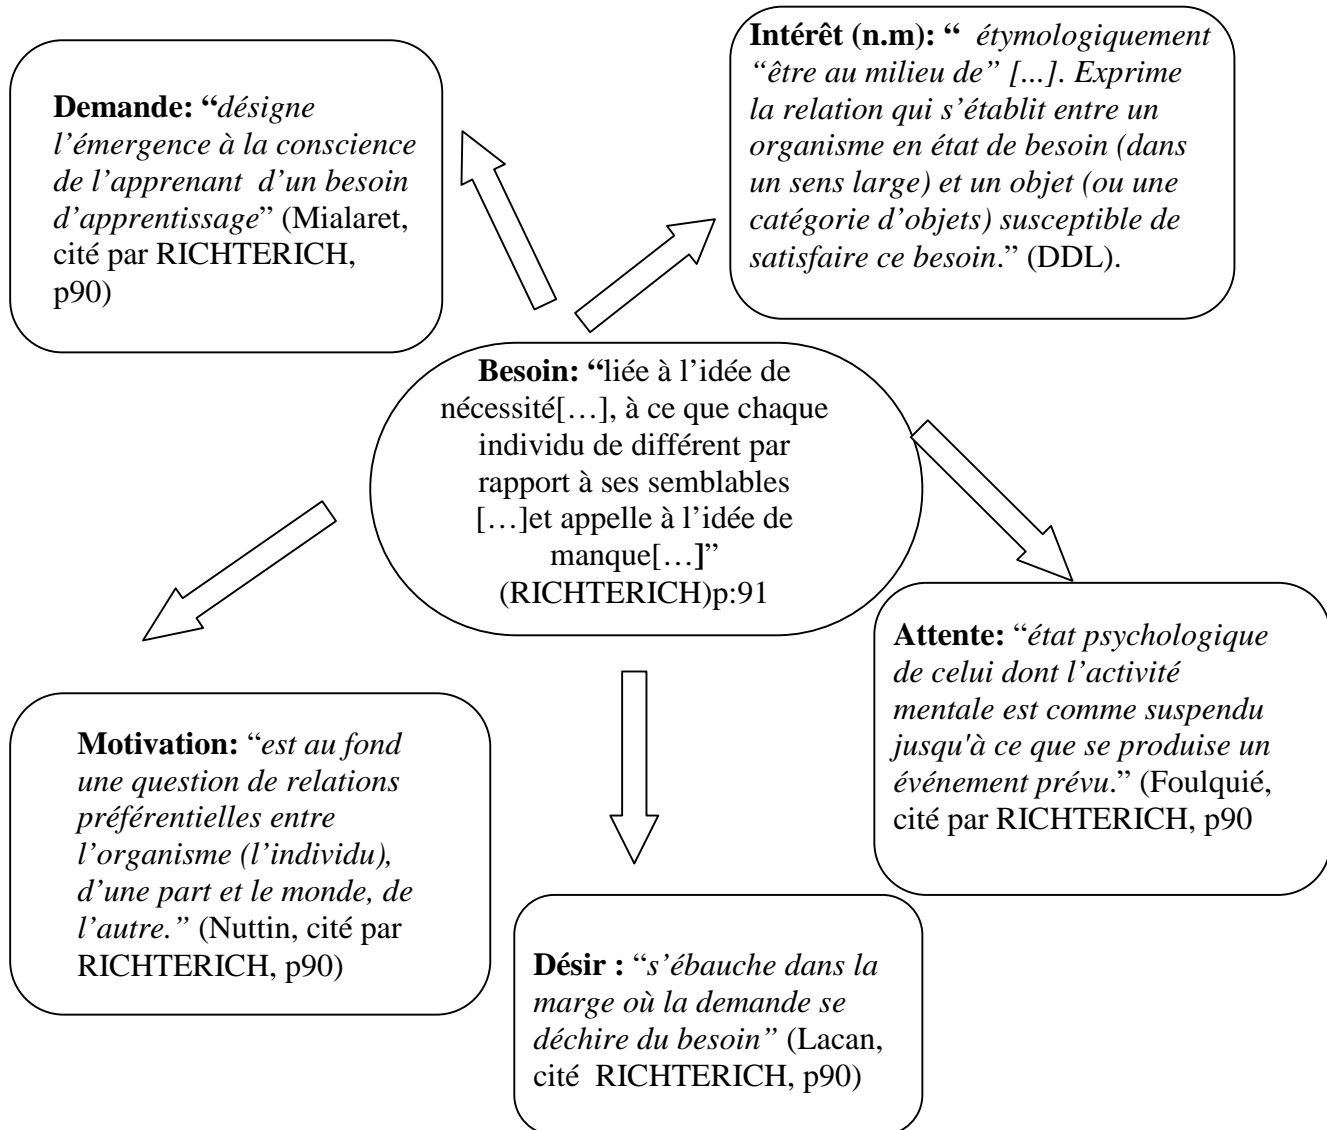 Demande: “désigne
l’émergence à la conscience
de l’apprenant d’un besoin
d’apprentissage” (Mialaret,
cité par RICHTERICH,
p90)
Intérêt (n.m): “ étymologiquement
“être au milieu de” [...]. Exprime
la relation qui s’établit entre un
organisme en état de besoin (dans
un sens large) et un objet (ou une
catégorie d’objets) susceptible de
satisfaire ce besoin.” (DDL).
Besoin: “liée à l’idée de
nécessité[…], à ce que chaque
individu de différent par
rapport à ses semblables
[…]et appelle à l’idée de
manque[…]”
(RICHTERICH)p:91
Attente: “état psychologique
de celui dont l’activité
mentale est comme suspendu
jusqu'à ce que se produise un
événement prévu.” (Foulquié,
cité par RICHTERICH, p90
Motivation: “est au fond
une question de relations
préférentielles entre
l’organisme (l’individu),
d’une part et le monde, de
l’autre.” (Nuttin, cité par
RICHTERICH, p90)
Désir : “s’ébauche dans la
marge où la demande se
déchire du besoin” (Lacan,
cité RICHTERICH, p90)